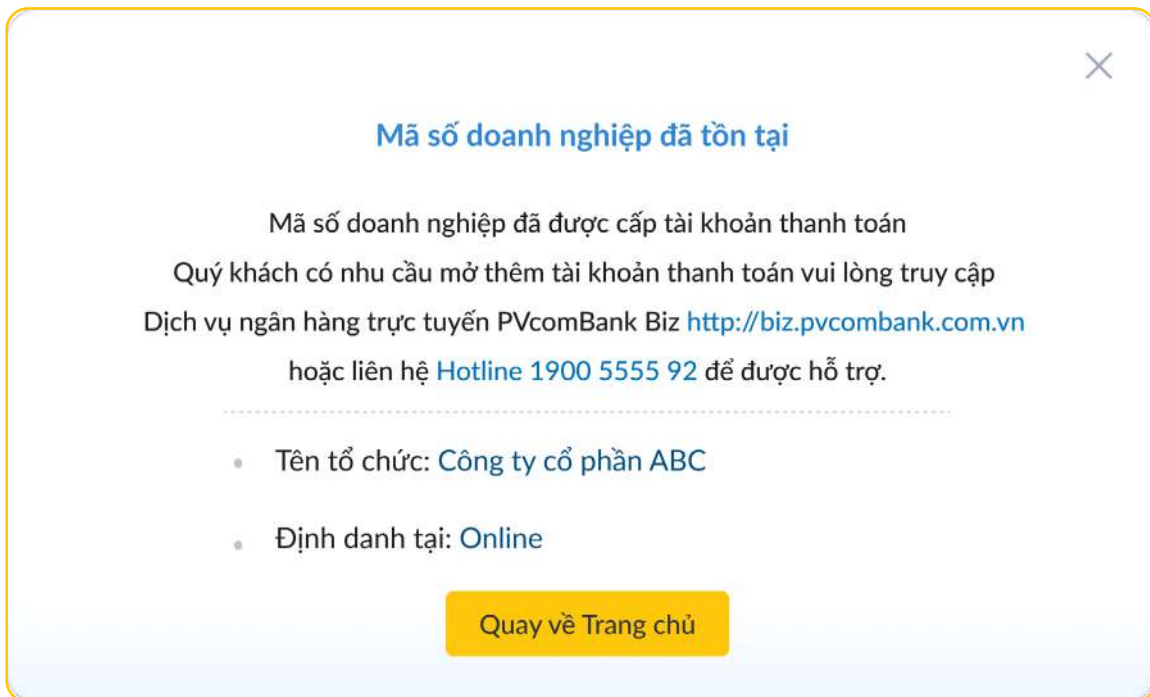 Mã số doanh nghiệp đã tồn tại
Mã số doanh nghiệp đã được cấp tài khoản thanh toán
Quý khách có nhu cầu mở thêm tài khoản thanh toán vui lòng truy cập
Dịch vụ ngân hàng trực tuyến PVcomBank Biz http://biz.pvcombank.com.vn
hoặc liên hệ Hotline 1900 5555 92 để được hỗ trợ.
Tên tổ chức: Công ty cổ phần ABC
Định danh tại: Online
Quay về Trang chủ